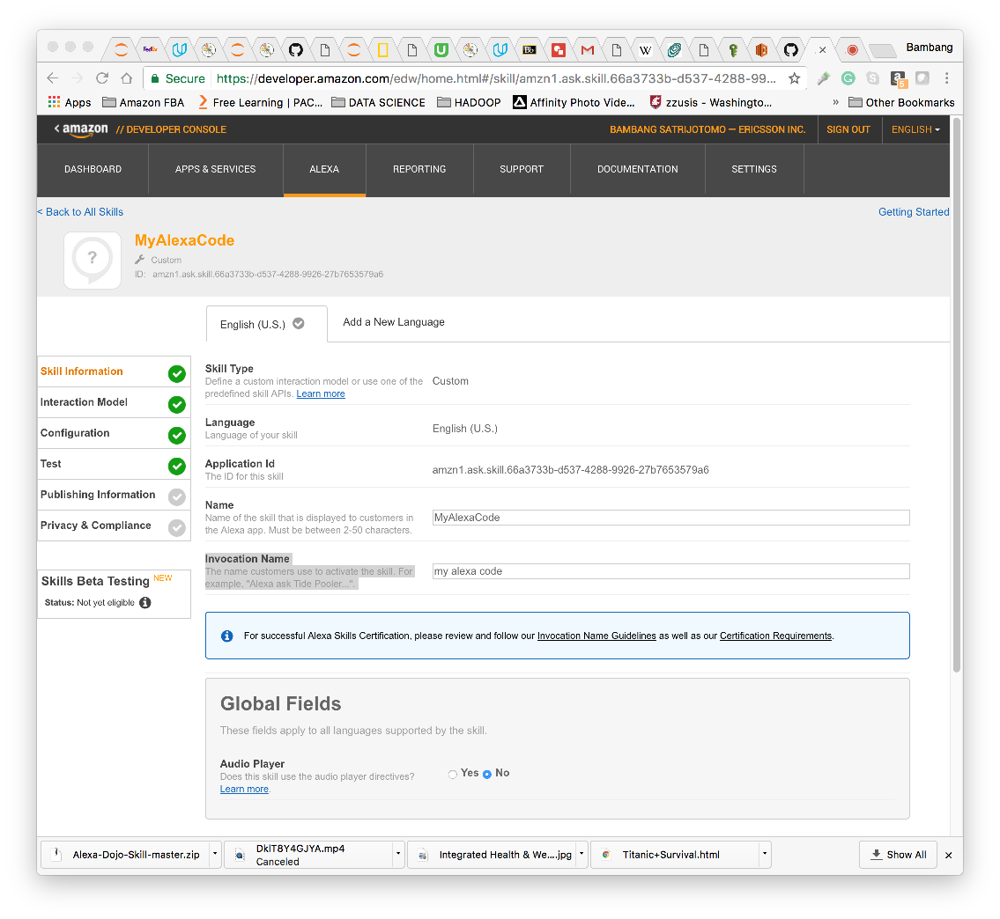 FedEx
Bb
W
Bambang
Secure https://developer.amazon.com/edw/home.html#/skill/amzn1.ask.skill.66a3733b-d537-4288-99...
a
5
Apps Amazon FBA Free Learning | PAC... DATA SCIENCE HADOOP Affinity Photo Vide... zzusis - Washingto... » Other Bookmarks
< amazon // DEVELOPER CONSOLE BAMBANG SATRIJOTOMO — ERICSSON INC. SIGN OUT ENGLISH
DASHBOARD APPS & SERVICES ALEXA REPORTING SUPPORT DOCUMENTATION SETTINGS
< Back to All Skills Getting Started
MyAlexaCode
?
Custom
ID: amzn1.ask.skill.66a3733b-d537-4288-9926-27b7653579a6
English (U.S.) Add a New Language
Skill Information
Interaction Model
Configuration
Test
Publishing Information
Privacy & Compliance
Skills Beta Testing NEW
Status: Not yet eligible
Skill Type
Define a custom interaction model or use one of the
predefined skill APIs. Learn more
Custom
Language
Language of your skill
English (U.S.)
Application Id
The ID for this skill
amzn1.ask.skill.66a3733b-d537-4288-9926-27b7653579a6
Name
Name of the skill that is displayed to customers in
the Alexa app. Must be between 2-50 characters.
MyAlexaCode
Invocation Name
The name customers use to activate the skill. For
example, "Alexa ask Tide Pooler...".
my alexa code
For successful Alexa Skills Certification, please review and follow our Invocation Name Guidelines as well as our Certification Requirements.
Global Fields
These fields apply to all languages supported by the skill.
Audio Player
Does this skill use the audio player directives?
Learn more.
Yes No
Alexa-Dojo-Skill-master.zip
DkIT8Y4GJYA.mp4
Canceled
Integrated Health & We....jpg
Titanic+Survival.html
Show All